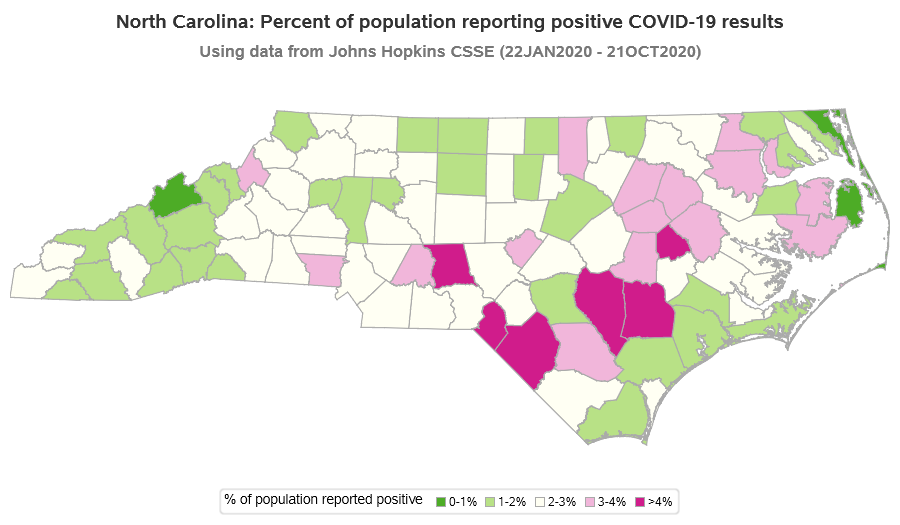 North Carolina: Percent of population reporting positive COVID-19 results
Using data from Johns Hopkins CSSE (22JAN2020 - 21OCT2020)
% of population reported positive 0-1% 1-2% 2-3% 3-4% >4%